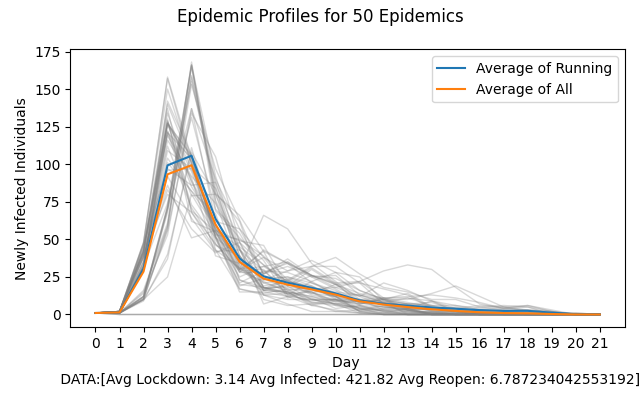 Epidemic Profiles for 50 Epidemics
175
150
125
100
75
50
25
0
Newly Infected Individuals
Average of Running
Average of All
0 1 2 3 4 5 6 7 8 9 10 11 12 13 14 15 16 17 18 19 20 21
Day
DATA:[Avg Lockdown: 3.14 Avg Infected: 421.82 Avg Reopen: 6.787234042553192]